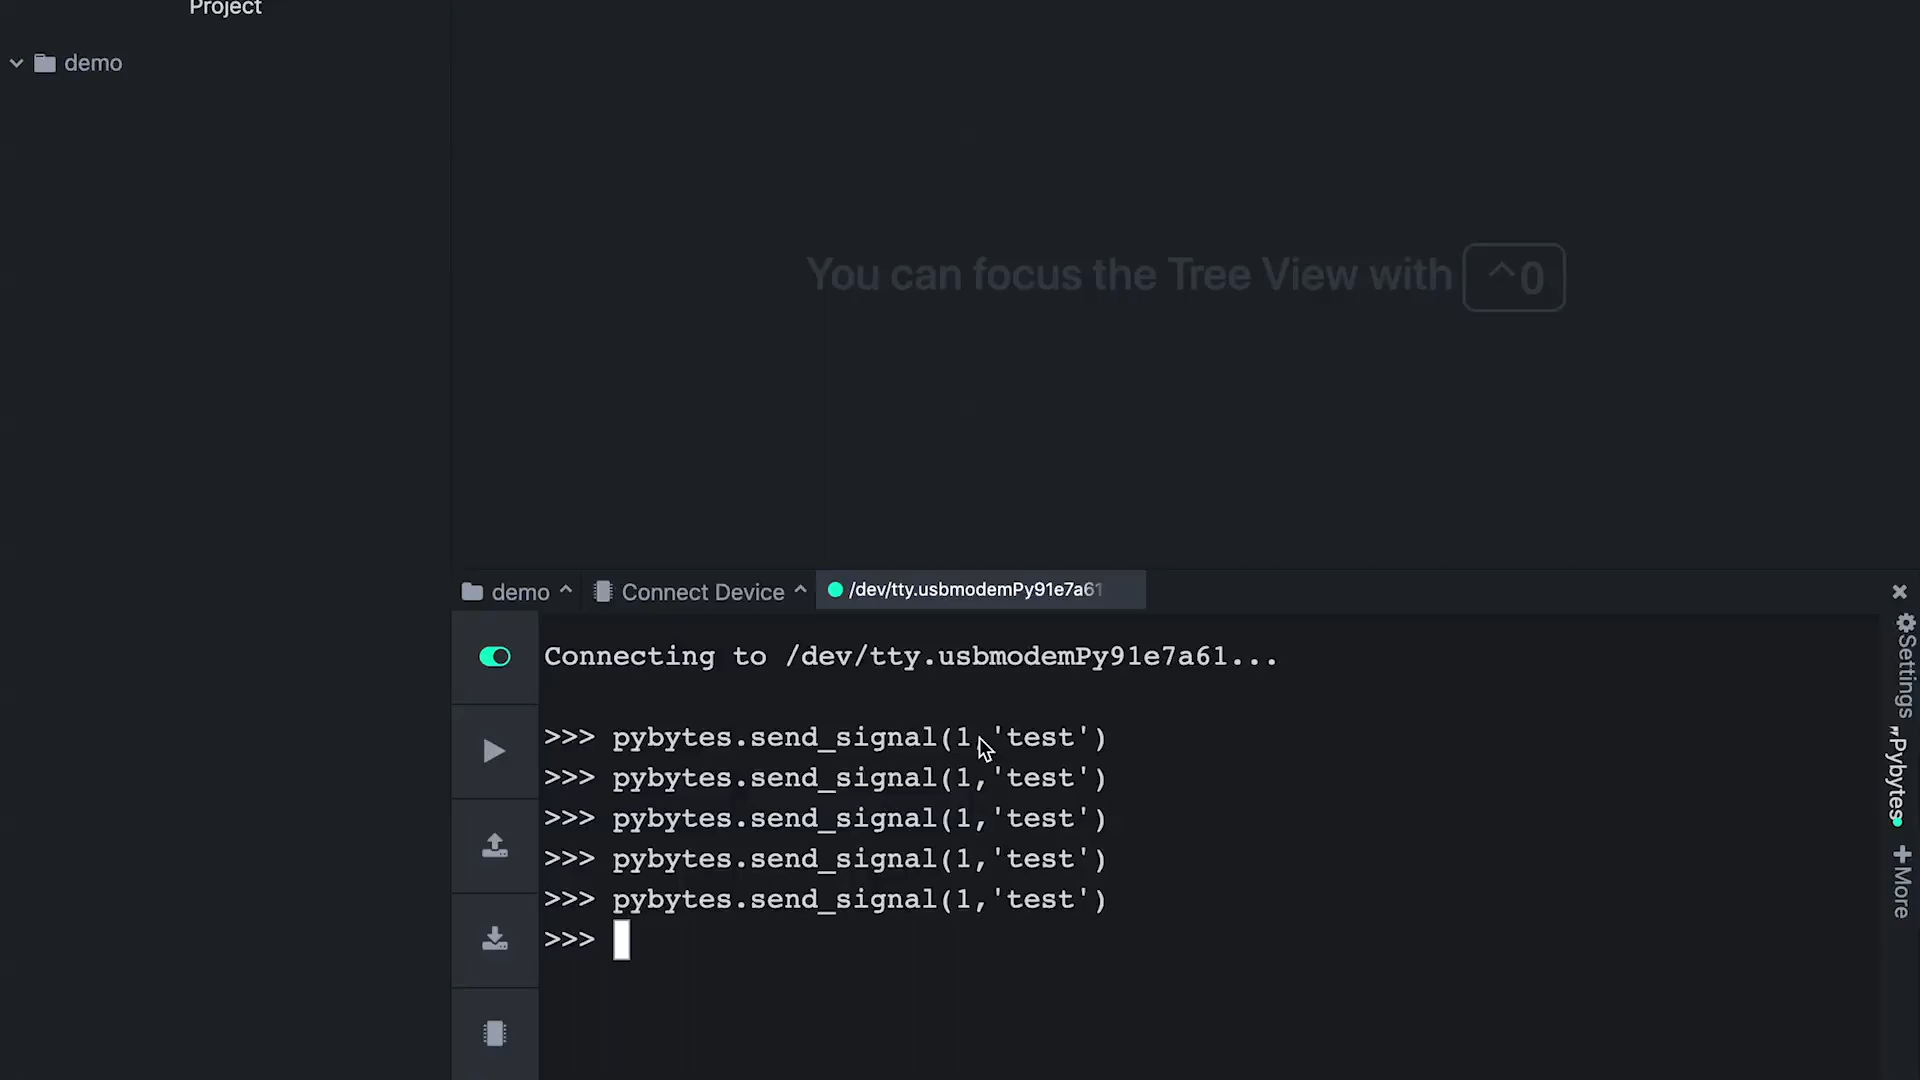 Project
demo
You can focus the Tree View with ^0
demo
Connect Device
/dev/tty.usbmodemPy91e7a61
Connecting to /dev/tty.usbmodemPy91e7a61...
>>> pybytes.send_signal(1,'test')
>>> pybytes.send_signal(1,'test')
>>> pybytes.send_signal(1,'test')
>>> pybytes.send_signal(1,'test')
>>> pybytes.send_signal(1,'test')
>>>
Settings
Pybytes
+More